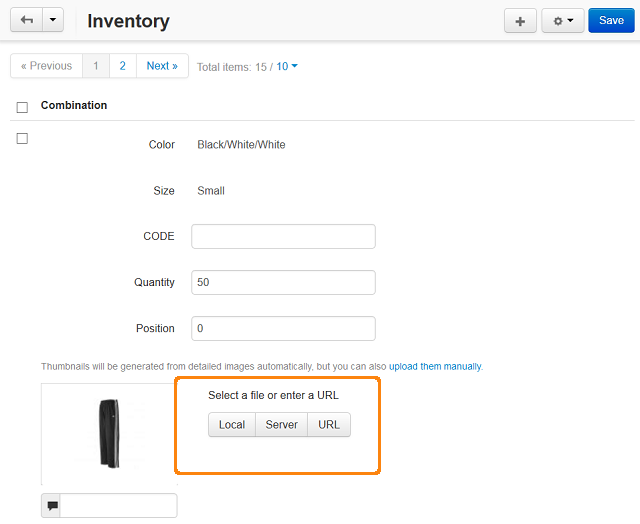 Inventory
Save
« Previous 1 2 Next » Total items: 15 / 10
Combination
Color Black/White/White
Size Small
CODE
Quantity 50
Position 0
Thumbnails will be generated from detailed images automatically, but you can also upload them manually.
Select a file or enter a URL
Local Server URL